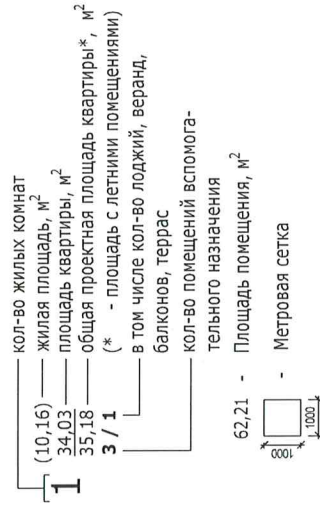 кол-во жилых комнат
1 (10,16) жилая площадь, м²
34,03 площадь квартиры, м²
35,18 общая проектная площадь квартиры*, м²
(* - площадь с летними помещениями)
3 / 1 в том числе кол-во лоджий, веранд,
балконов, террас
кол-во помещений вспомога-
тельного назначения
62,21 - Площадь помещения, м²
1000 1000 - Метровая сетка